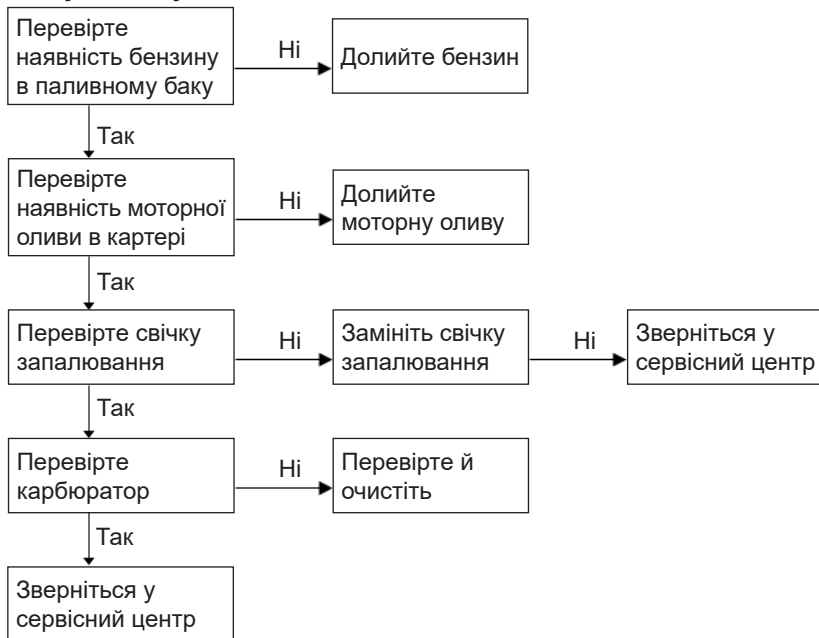 Перевірте
наявність бензину
в паливному баку
Ні
Долийте бензин
Так
Перевірте
наявність моторної
оливи в картері
Ні
Долийте
моторну оливу
Так
Перевірте свічку
запалювання
Ні
Замініть свічку
запалювання
Ні
Зверніться у
сервісний центр
Так
Перевірте
карбюратор
Ні
Перевірте й
очистіть
Так
Зверніться у
сервісний центр